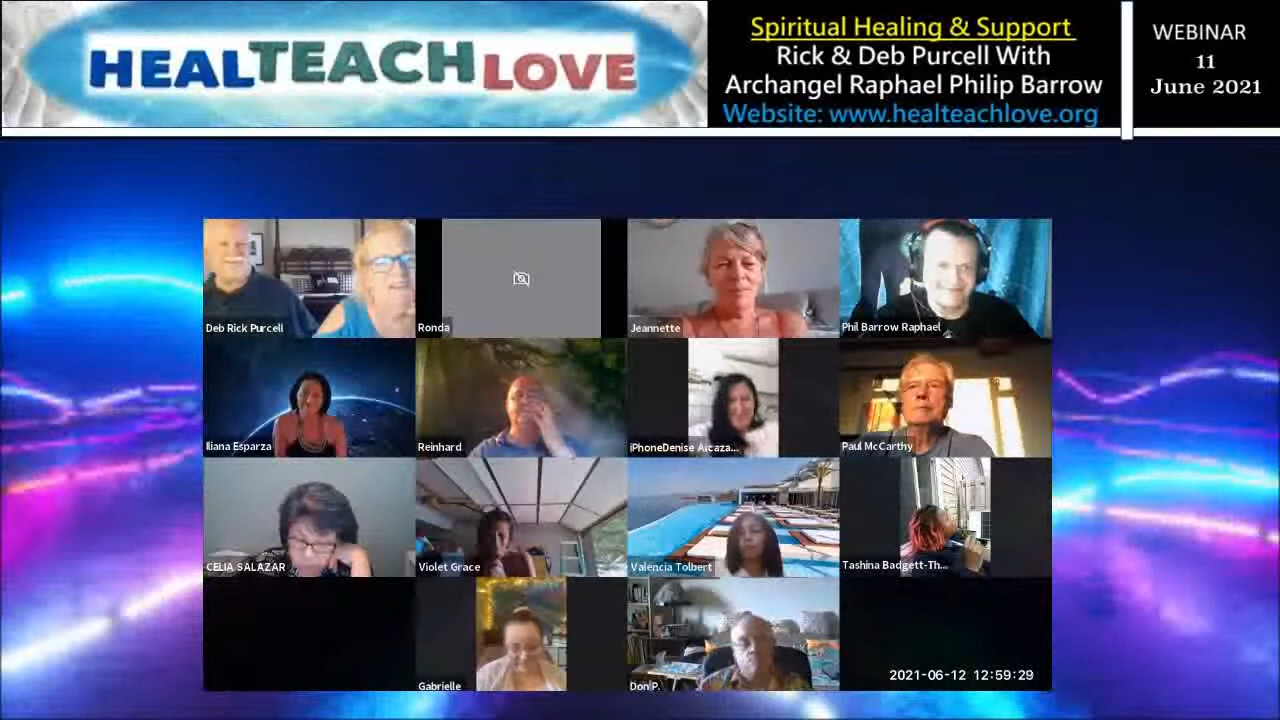 HEALTEACHLOVE
Spiritual Healing & Support
Rick & Deb Purcell With
Archangel Raphael Philip Barrow
Website: www.healteachlove.org
WEBINAR
11
June 2021
Deb Rick Purcell
Ronda
Jeannette
Phil Barrow Raphael
Iliana Esparza
Reinhard
iPhoneDenise Arcaza...
Paul McCarthy
CELIA SALAZAR
Violet Grace
Valencia Tolbert
Tashina Badgett-Th...
Gabrielle
Don P.
2021-06-12 12:59:29